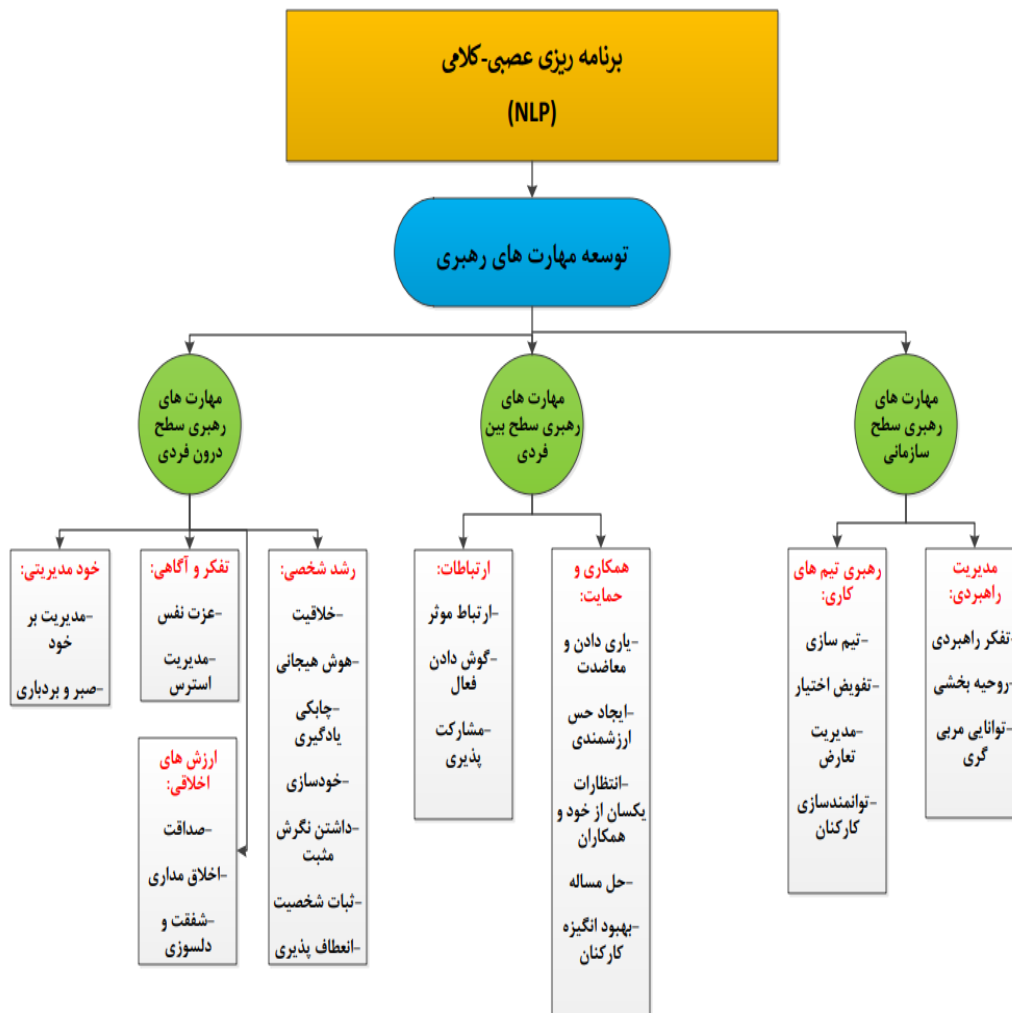 برنامه ریزی عصبی-کلامی
(NLP)
توسعه مهارت های رهبری
مهارت های
رهبری سطح
سازمانی
مهارت های
رهبری سطح بین
فردی
مهارت های
رهبری سطح
درون فردی
مدیریت
راهبردی:
-تفکر راهبردی
-روحیه بخشی
-توانایی مربی
گری
رهبری تیم های
کاری:
-تیم سازی
-تفویض اختیار
-مدیریت
تعارض
-توانمندسازی
کارکنان
همکاری و
حمایت:
-یاری دادن و
معاضدت
-ایجاد حس
ارزشمندی
-انتظارات
یکسان از خود و
همکاران
-حل مساله
-بهبود انگیزه
کارکنان
ارتباطات:
-ارتباط موثر
-گوش دادن
فعال
-مشارکت
پذیری
رشد شخصی:
-خلاقیت
-هوش هیجانی
-چابکی
یادگیری
-خودسازی
-داشتن نگرش
مثبت
-ثبات شخصیت
-انعطاف پذیری
تفکر و آگاهی:
-عزت نفس
-مدیریت
استرس
ارزش های
اخلاقی:
-صداقت
-اخلاق مداری
-شفقت و
دلسوزی
خود مدیریتی:
-مدیریت بر
خود
-صبر و بردباری